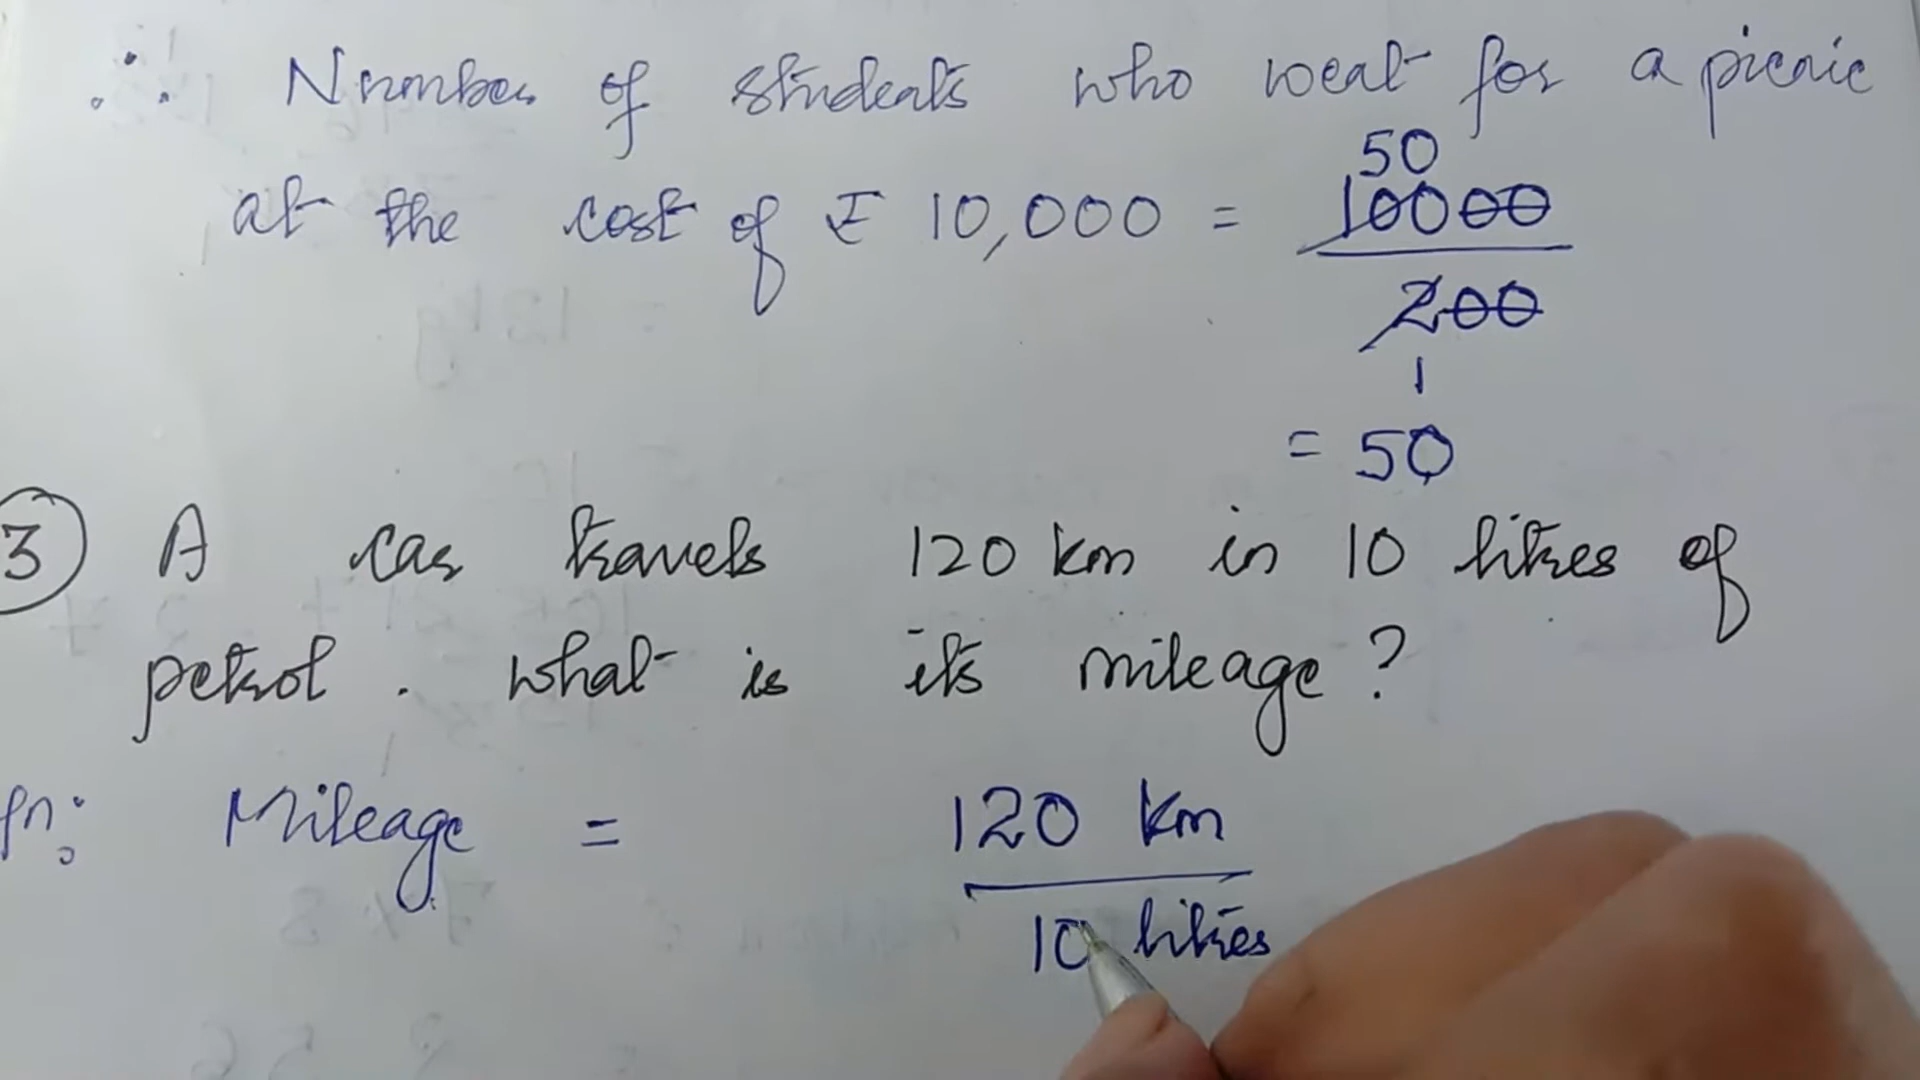 ∴ Number of students who went for a picnic
50
at the cost of ₹ 10,000 = 10000
200
1
= 50
3 A car travels 120 km in 10 litres of
petrol. What is its mileage?
Mileage = 120 km
10 litres